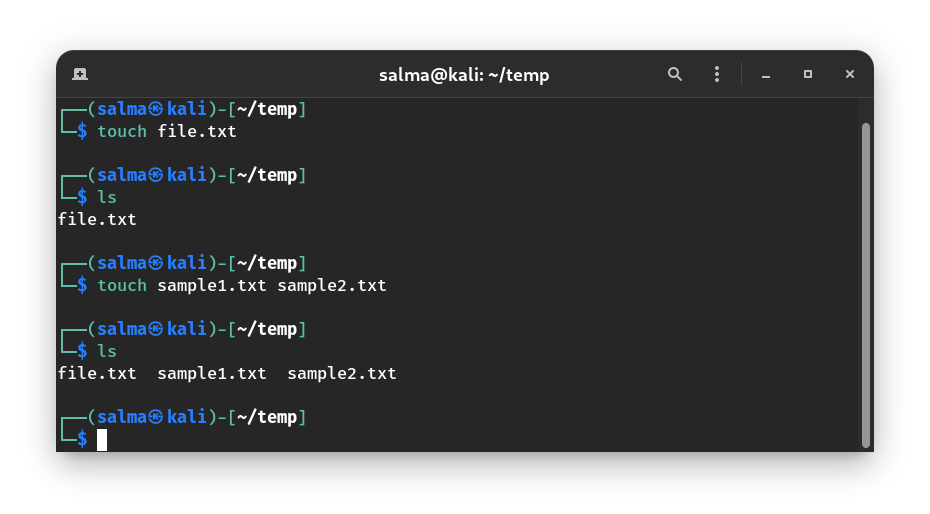 salma@kali: ~/temp
┌──(salma㉿kali)-[~/temp]
└─$ touch file.txt
┌──(salma㉿kali)-[~/temp]
└─$ ls
file.txt
┌──(salma㉿kali)-[~/temp]
└─$ touch sample1.txt sample2.txt
┌──(salma㉿kali)-[~/temp]
└─$ ls
file.txt  sample1.txt  sample2.txt
┌──(salma㉿kali)-[~/temp]
└─$